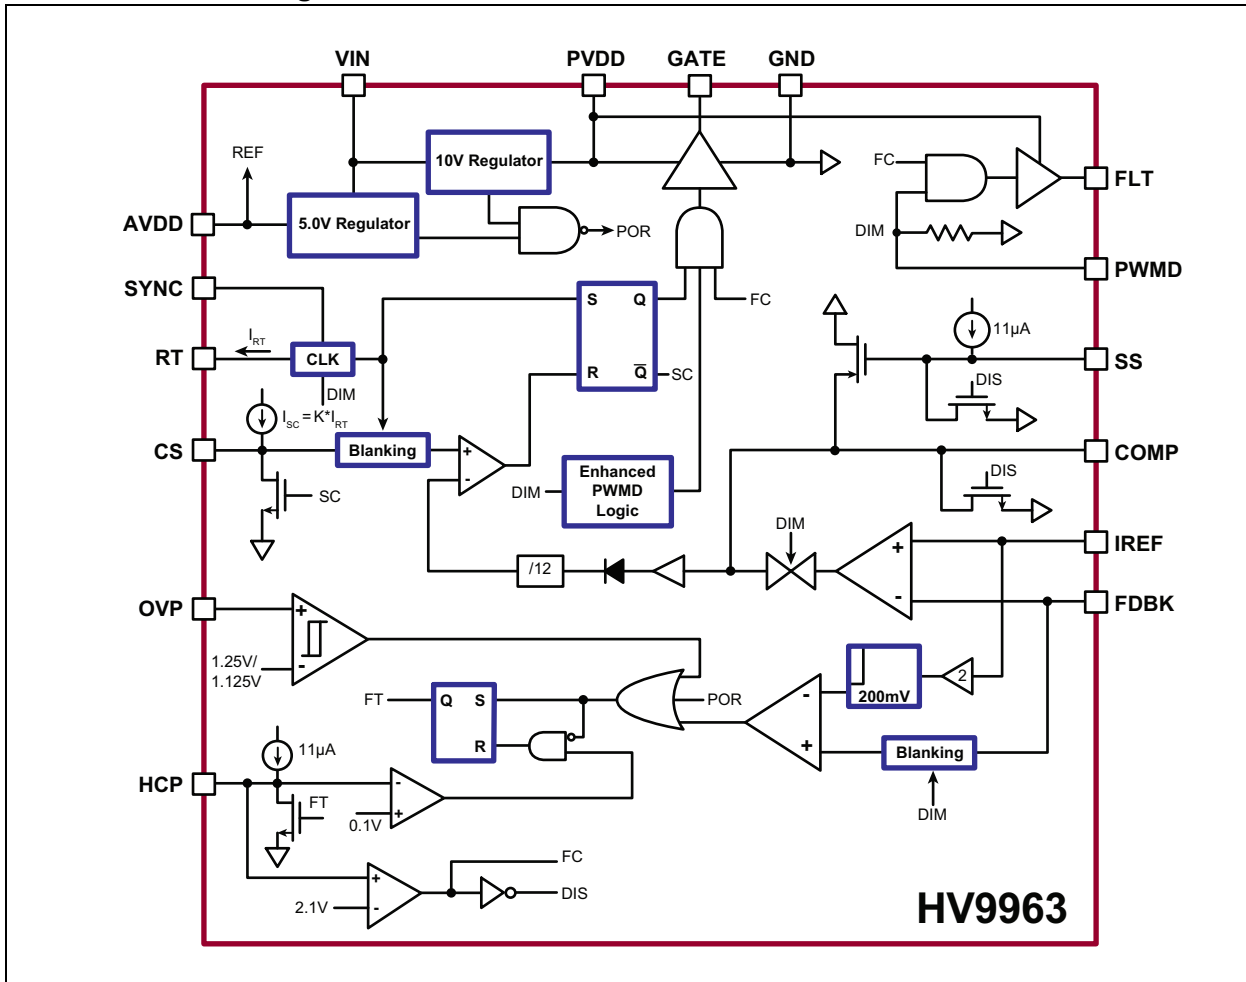 VIN
PVDD
GATE
GND
REF
10V Regulator
FC
FLT
AVDD
5.0V Regulator
POR
DIM
PWMD
SYNC
S
Q
FC
I_RT
11µA
RT
CLK
R
Q̅
SC
SS
DIM
DIS
I_SC = K*I_RT
CS
Blanking
+
-
COMP
SC
DIM
Enhanced
PWMD
Logic
DIS
DIM
/12
+
-
IREF
FDBK
OVP
+
-
1.25V/
1.125V
2
200mV
FT
Q
S
R
POR
-
+
Blanking
11µA
HCP
FT
-
+
0.1V
DIM
FC
+
-
2.1V
DIS
HV9963